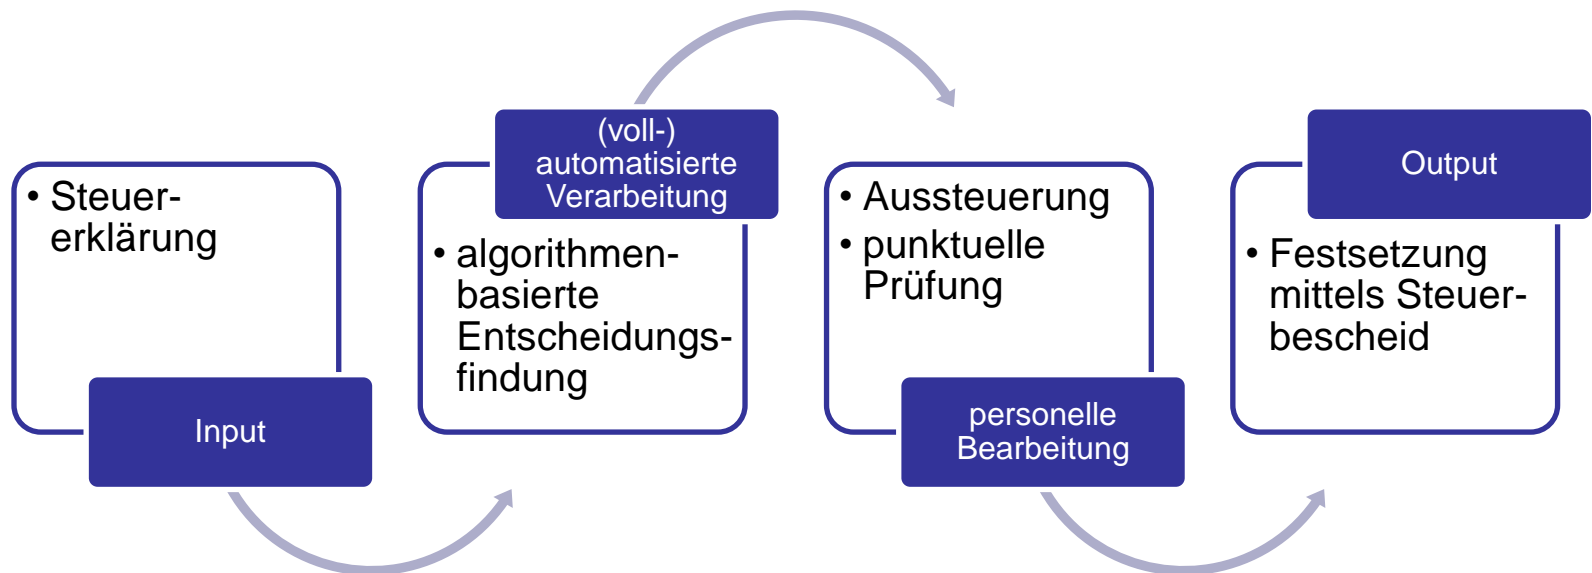 • Steuer-
erklärung
Input
(voll-)
automatisierte
Verarbeitung
• algorithmen-
basierte
Entscheidungs-
findung
• Aussteuerung
• punktuelle
Prüfung
personelle
Bearbeitung
Output
• Festsetzung
mittels Steuer-
bescheid